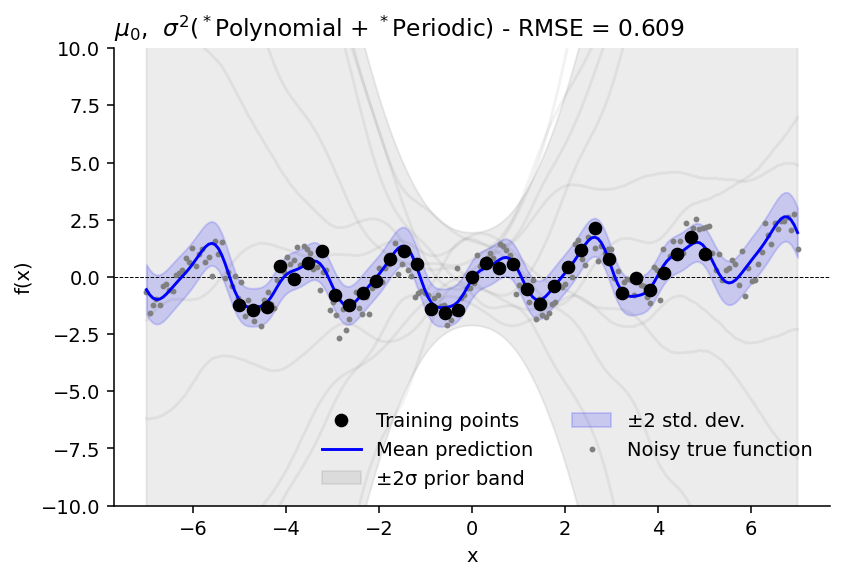 μ₀, σ²(*Polynomial + *Periodic) - RMSE = 0.609
10.0
7.5
5.0
2.5
0.0
−2.5
−5.0
−7.5
−10.0
f(x)
Training points
Mean prediction
±2σ prior band
±2 std. dev.
Noisy true function
−6 −4 −2 0 2 4 6
x